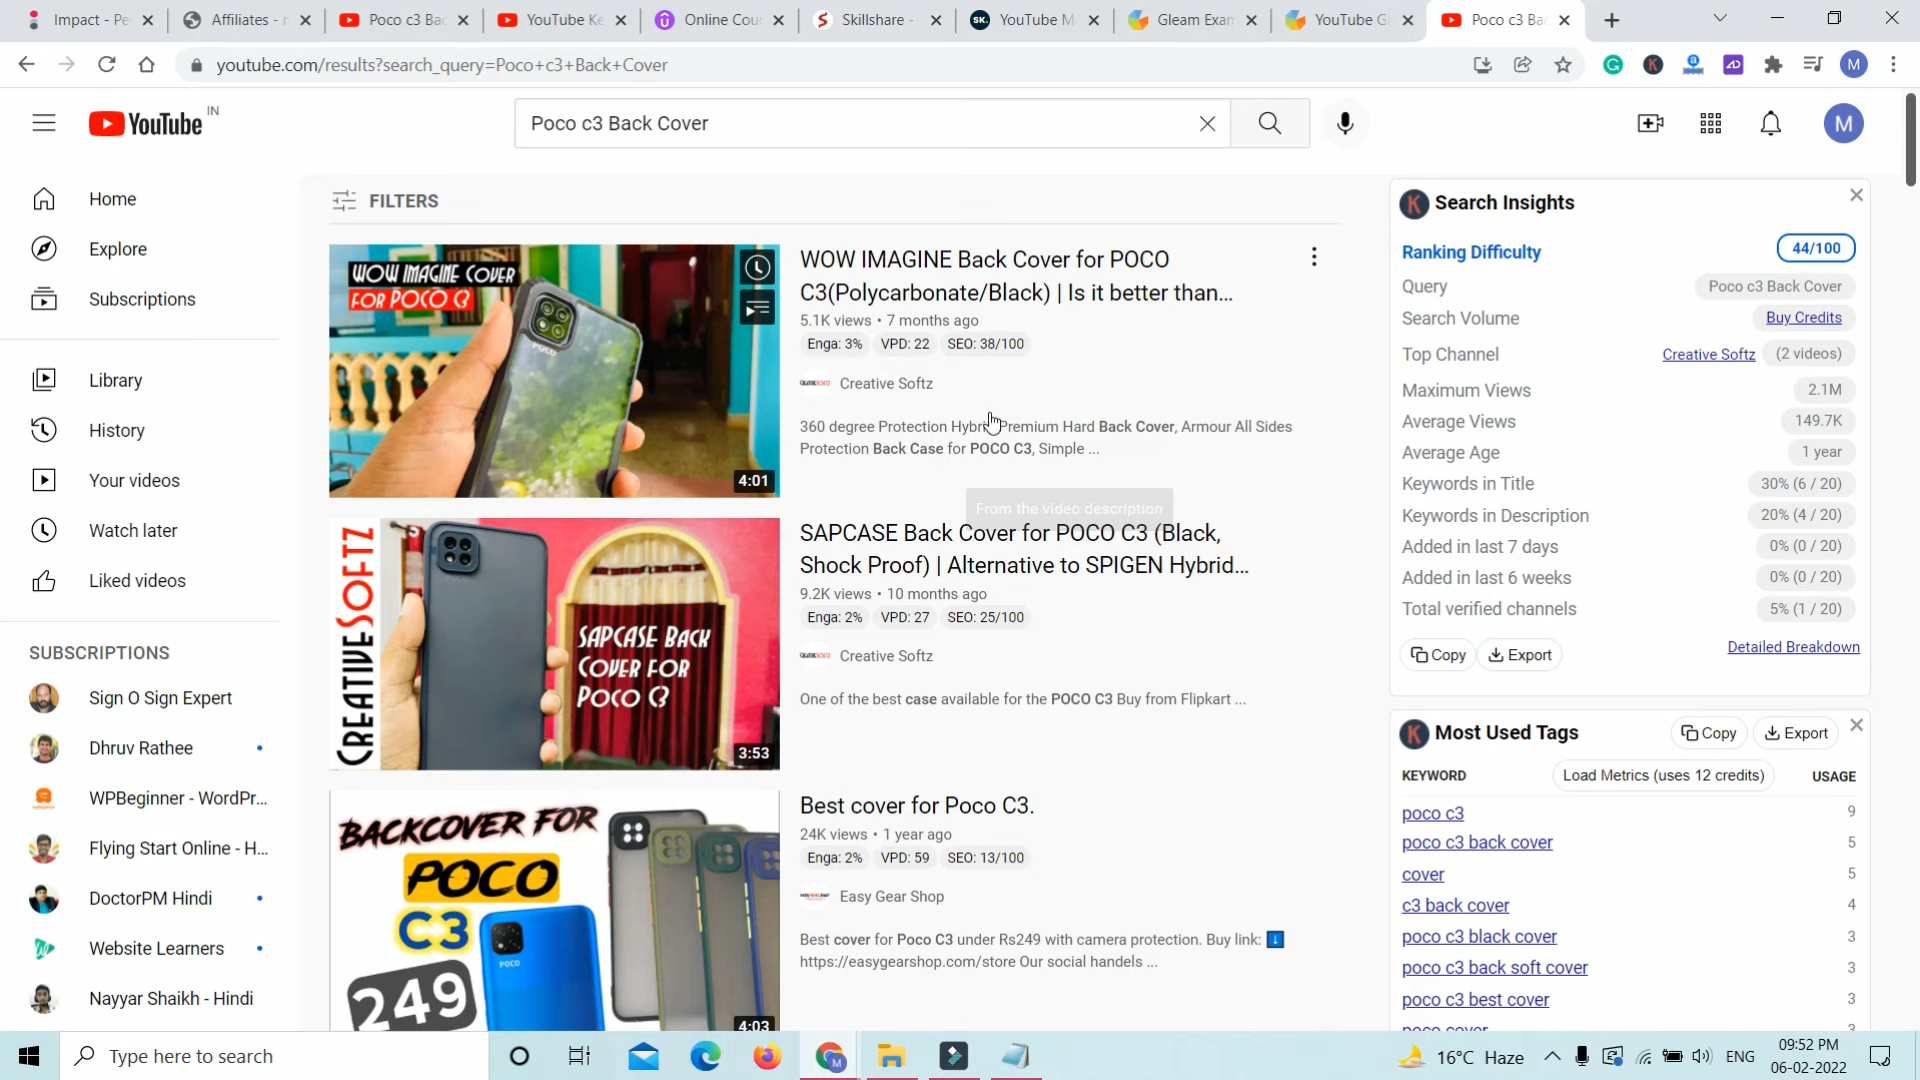 Impact - Pe
Affiliates - n
Poco c3 Bac
YouTube Ke
Online Cour
Skillshare -
YouTube M
Gleam Exam
YouTube Gi
Poco c3 Bac
youtube.com/results?search_query=Poco+c3+Back+Cover
M
YouTube IN
Poco c3 Back Cover
M
Home
Explore
Subscriptions
Library
History
Your videos
Watch later
Liked videos
SUBSCRIPTIONS
Sign O Sign Expert
Dhruv Rathee
WPBeginner - WordPr...
Flying Start Online - H...
DoctorPM Hindi
Website Learners
Nayyar Shaikh - Hindi
FILTERS
WOW IMAGINE COVER
FOR POCO C3
POCO
4:01
WOW IMAGINE Back Cover for POCO
C3(Polycarbonate/Black) | Is it better than...
5.1K views • 7 months ago
Enga: 3% VPD: 22 SEO: 38/100
Creative Softz
360 degree Protection Hybrid Premium Hard Back Cover, Armour All Sides
Protection Back Case for POCO C3, Simple ...
From the video description
CREATIVESOFTZ
SAPCASE BACK
COVER FOR
POCO C3
3:53
SAPCASE Back Cover for POCO C3 (Black,
Shock Proof) | Alternative to SPIGEN Hybrid...
9.2K views • 10 months ago
Enga: 2% VPD: 27 SEO: 25/100
Creative Softz
One of the best case available for the POCO C3 Buy from Flipkart ...
BACKCOVER FOR
POCO
C3
249
POCO
4:03
Best cover for Poco C3.
24K views • 1 year ago
Enga: 2% VPD: 59 SEO: 13/100
Easy Gear Shop
Best cover for Poco C3 under Rs249 with camera protection. Buy link:
https://easygearshop.com/store Our social handels ...
K Search Insights
Ranking Difficulty 44/100
Query Poco c3 Back Cover
Search Volume Buy Credits
Top Channel Creative Softz (2 videos)
Maximum Views 2.1M
Average Views 149.7K
Average Age 1 year
Keywords in Title 30% (6 / 20)
Keywords in Description 20% (4 / 20)
Added in last 7 days 0% (0 / 20)
Added in last 6 weeks 0% (0 / 20)
Total verified channels 5% (1 / 20)
Copy Export Detailed Breakdown
K Most Used Tags Copy Export
KEYWORD Load Metrics (uses 12 credits) USAGE
poco c3 9
poco c3 back cover 5
cover 5
c3 back cover 4
poco c3 black cover 3
poco c3 back soft cover 3
poco c3 best cover 3
poco cover 3
Type here to search
16°C Haze
ENG
09:52 PM
06-02-2022